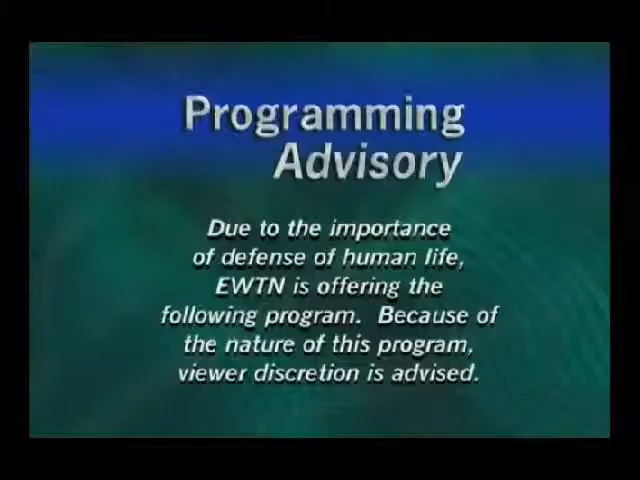 Programming
Advisory
Due to the importance
of defense of human life,
EWTN is offering the
following program. Because of
the nature of this program,
viewer discretion is advised.